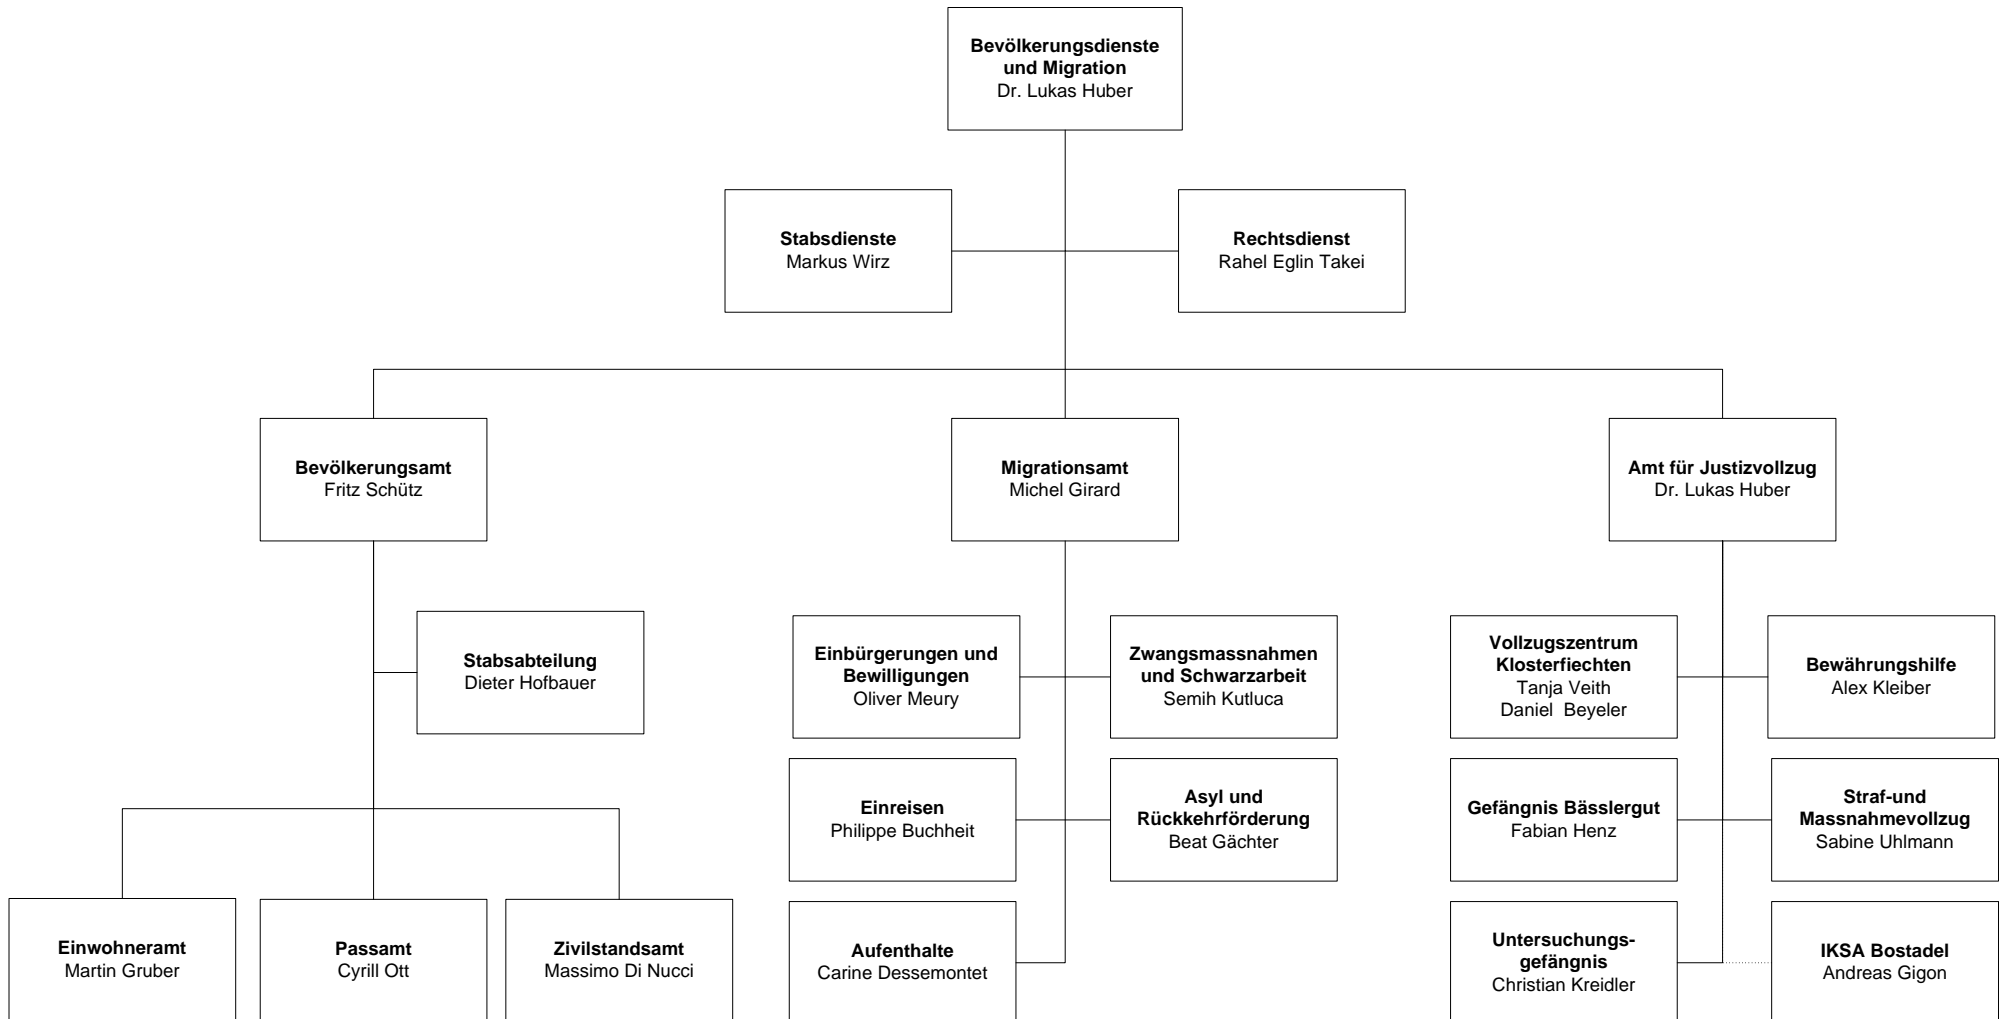 Bevölkerungsdienste
und Migration
Dr. Lukas Huber
Stabsdienste
Markus Wirz
Rechtsdienst
Rahel Eglin Takei
Bevölkerungsamt
Fritz Schütz
Migrationsamt
Michel Girard
Amt für Justizvollzug
Dr. Lukas Huber
Stabsabteilung
Dieter Hofbauer
Einwohneramt
Martin Gruber
Passamt
Cyrill Ott
Zivilstandsamt
Massimo Di Nucci
Einbürgerungen und
Bewilligungen
Oliver Meury
Zwangsmassnahmen
und Schwarzarbeit
Semih Kutluca
Einreisen
Philippe Buchheit
Asyl und
Rückkehrförderung
Beat Gächter
Aufenthalte
Carine Dessemontet
Vollzugszentrum
Klosterfiechten
Tanja Veith
Daniel  Beyeler
Bewährungshilfe
Alex Kleiber
Gefängnis Bässlergut
Fabian Henz
Straf-und
Massnahmevollzug
Sabine Uhlmann
Untersuchungs-
gefängnis
Christian Kreidler
IKSA Bostadel
Andreas Gigon